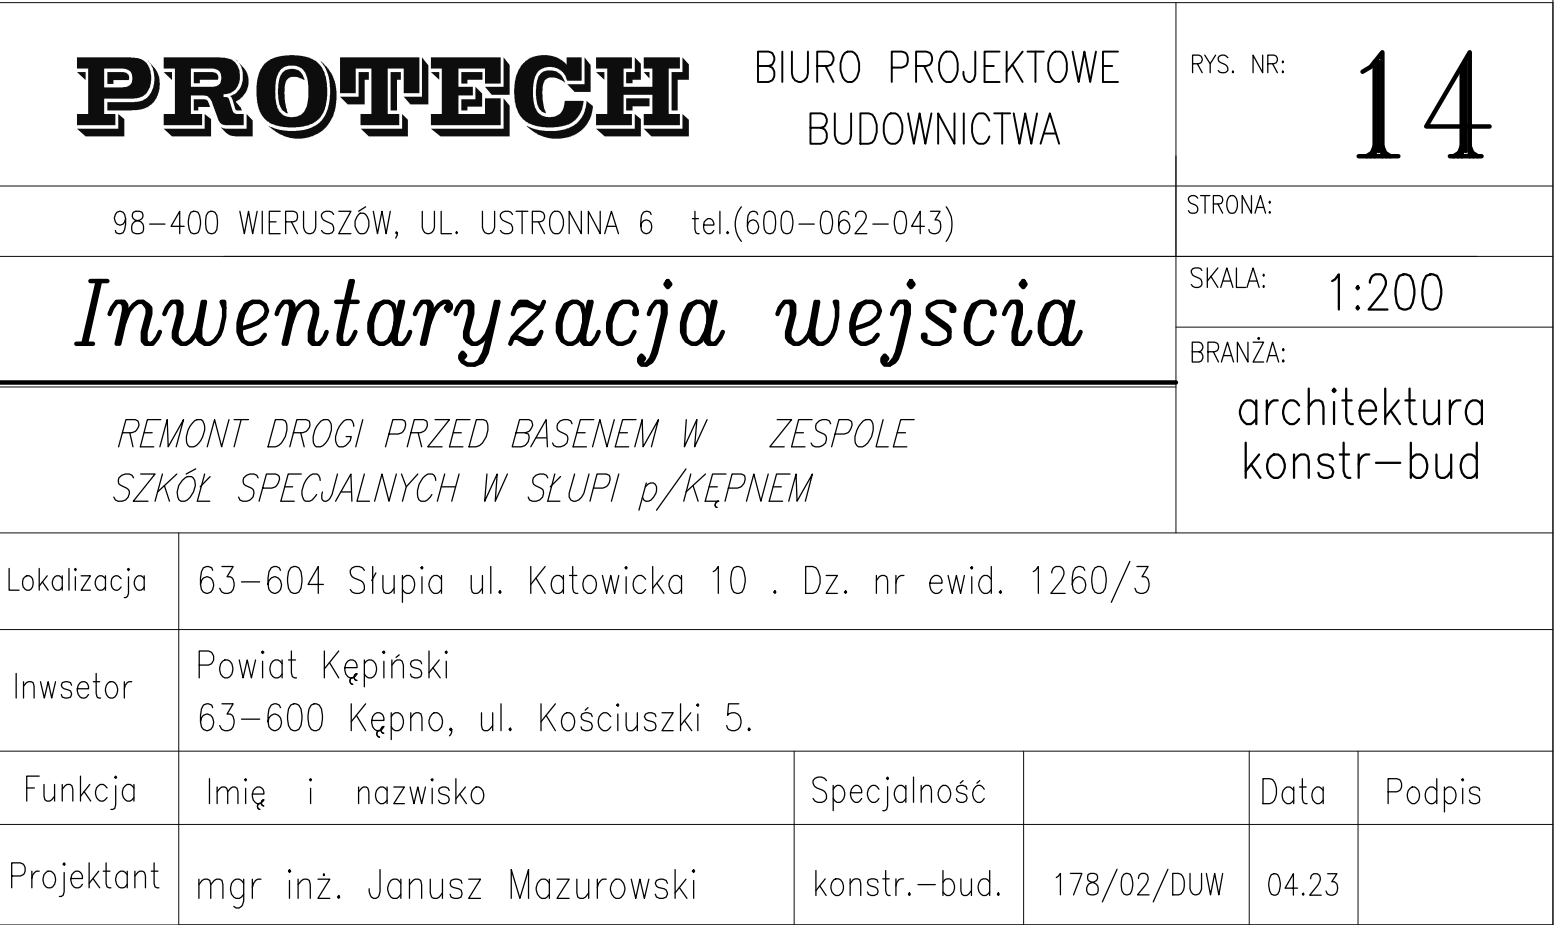 PROTECH
BIURO PROJEKTOWE
BUDOWNICTWA
RYS. NR: 14
98-400 WIERUSZÓW, UL. USTRONNA 6 tel.(600-062-043)
STRONA:
Inwentaryzacja wejscia
SKALA: 1:200
BRANŻA:
architektura
konstr-bud
REMONT DROGI PRZED BASENEM W ZESPOLE
SZKÓŁ SPECJALNYCH W SŁUPI p/KĘPNEM
Lokalizacja 63-604 Słupia ul. Katowicka 10 . Dz. nr ewid. 1260/3
Inwsetor
Powiat Kępiński
63-600 Kępno, ul. Kościuszki 5.
Funkcja Imię i nazwisko Specjalność Data Podpis
Projektant mgr inż. Janusz Mazurowski konstr.-bud. 178/02/DUW 04.23